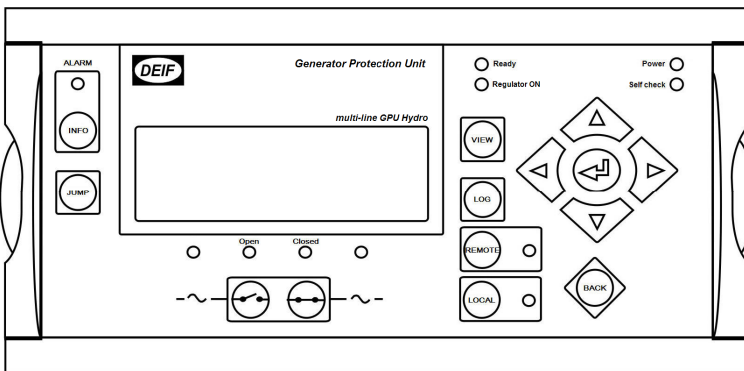 ALARM
INFO
JUMP
DEIF
Generator Protection Unit
multi-line GPU Hydro
Open
Closed
Ready
Regulator ON
Power
Self check
VIEW
LOG
REMOTE
LOCAL
BACK